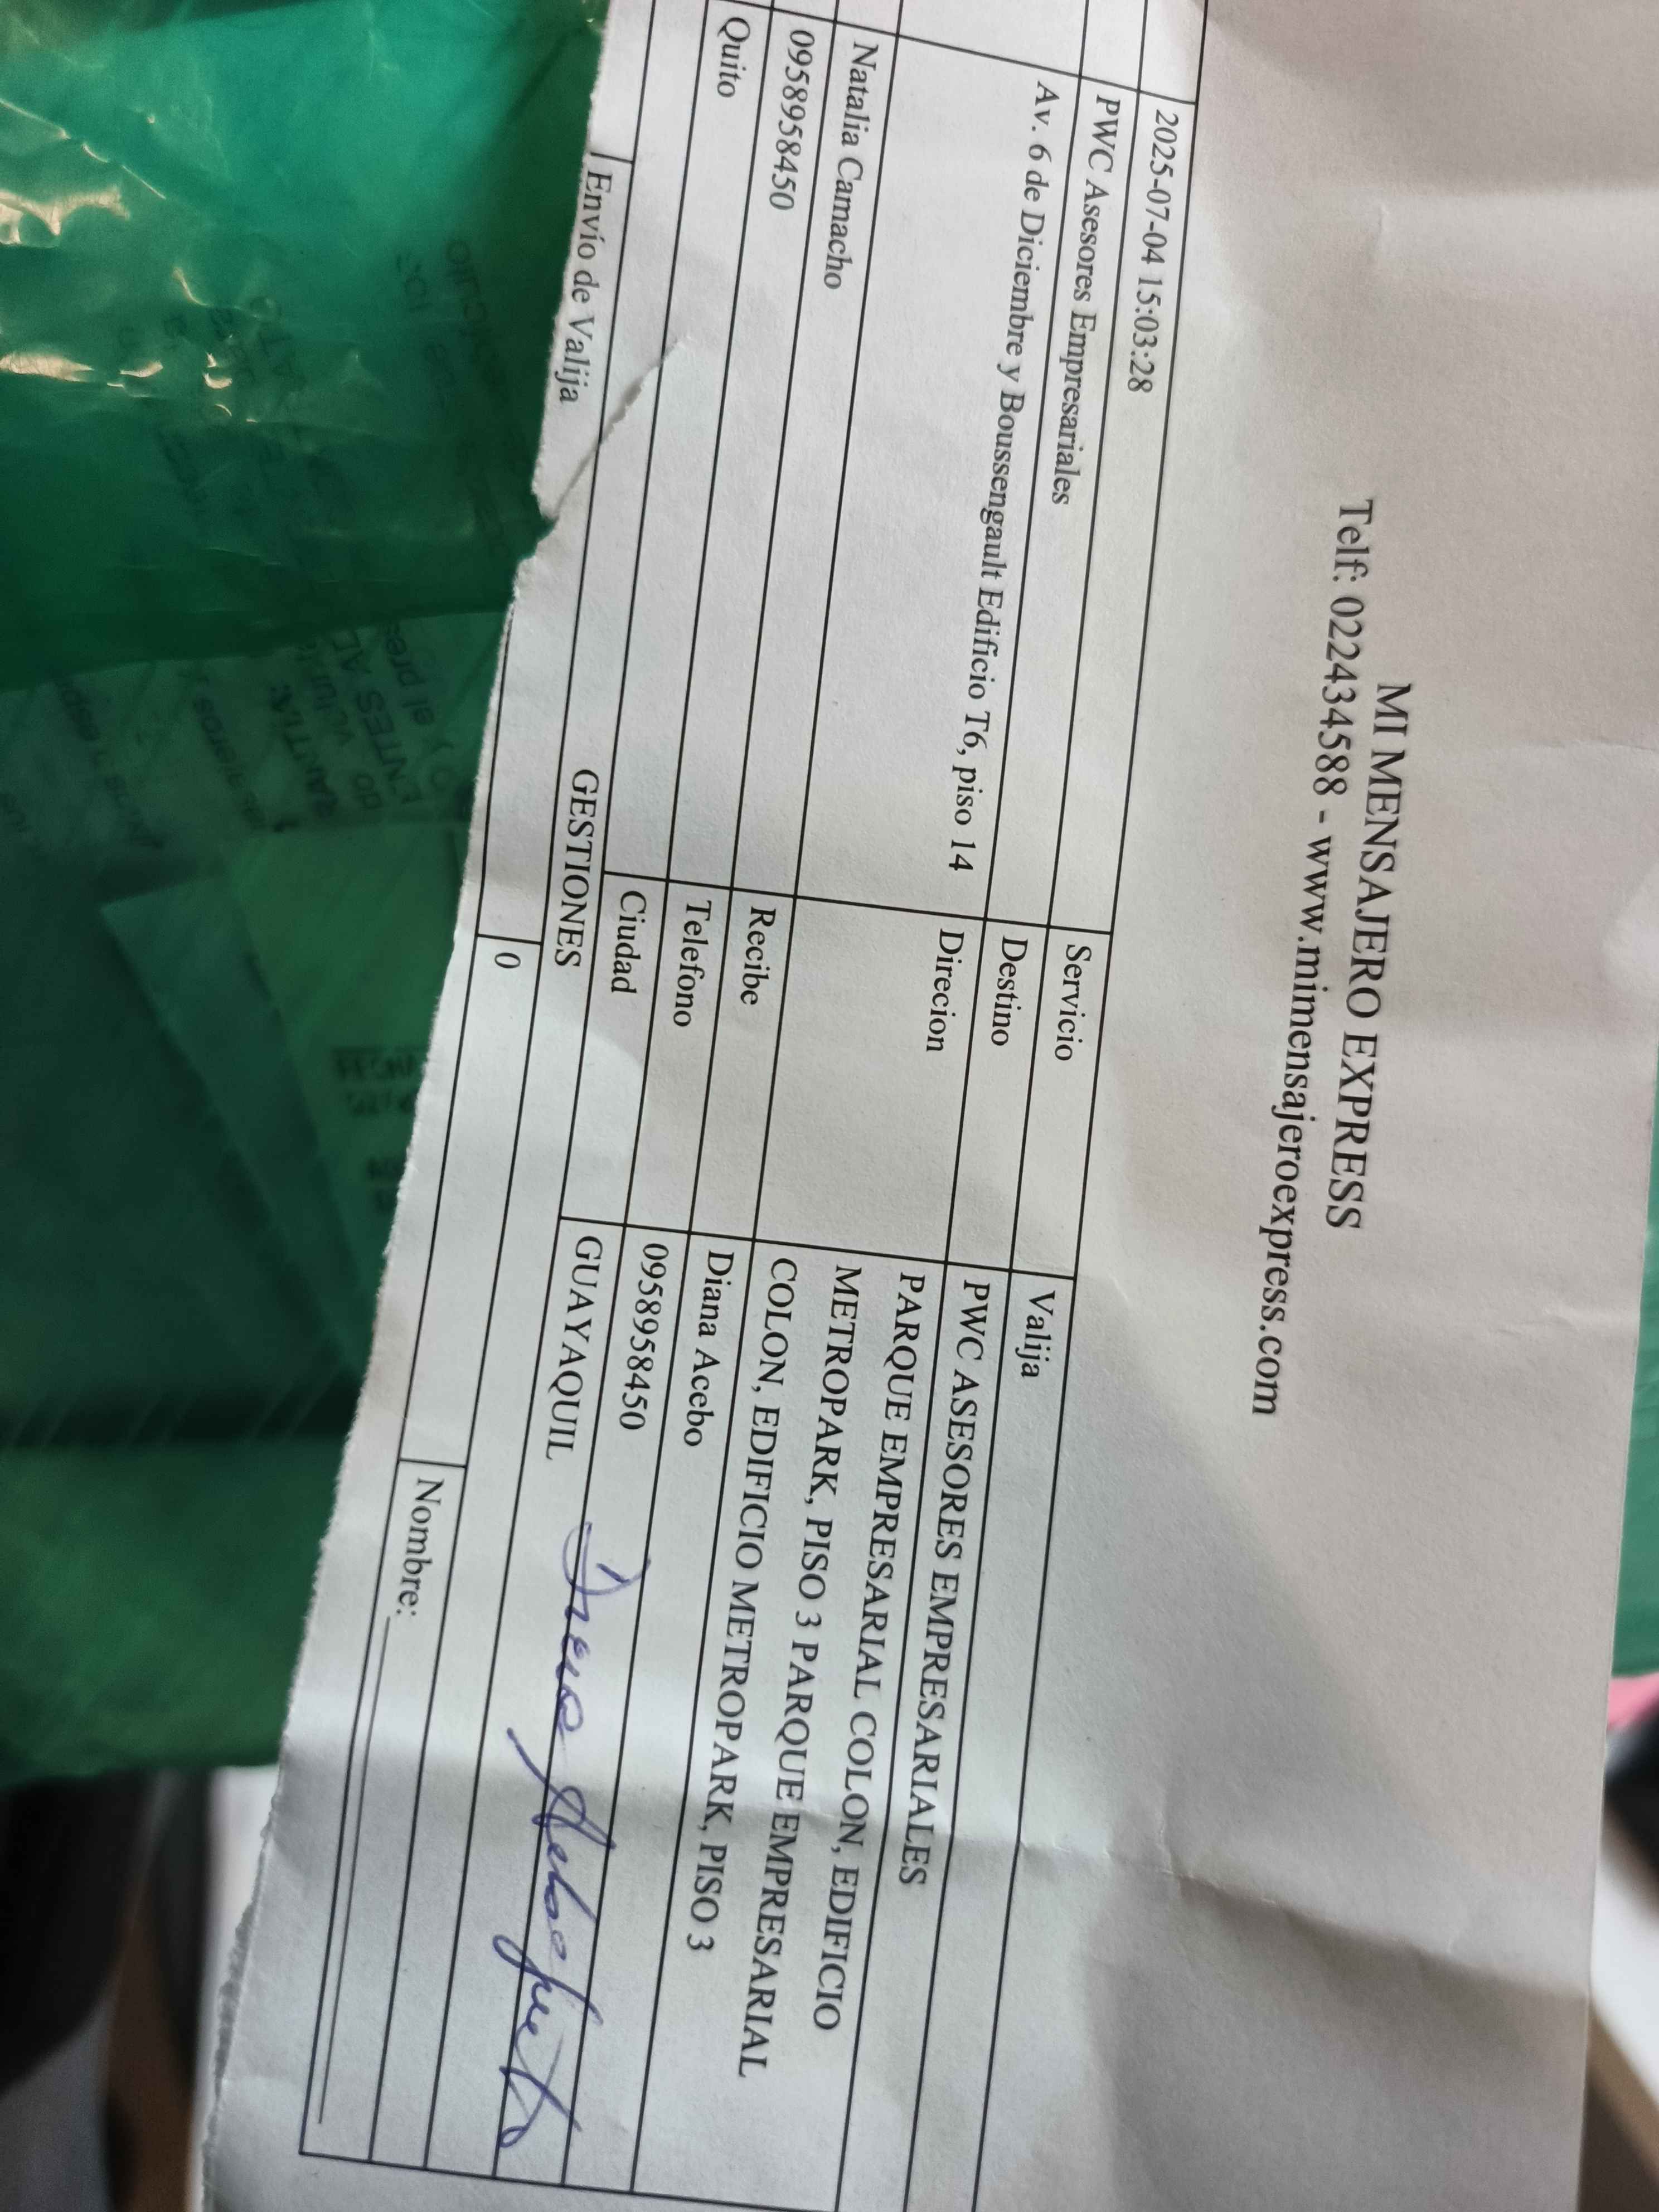 MI MENSAJERO EXPRESS
Telf: 022434588 - www.mimensajeroexpress.com
2025-07-04 15:03:28 Servicio Valija
PWC Asesores Empresariales Destino PWC ASESORES EMPRESARIALES
Av. 6 de Diciembre y Boussengault Edificio T6, piso 14 Direcion PARQUE EMPRESARIAL COLON, EDIFICIO
METROPARK, PISO 3 PARQUE EMPRESARIAL
COLON, EDIFICIO METROPARK, PISO 3
Natalia Camacho Recibe Diana Acebo
0958958450 Telefono 0958958450
Quito Ciudad GUAYAQUIL
GESTIONES
Envío de Valija 0
Nombre: